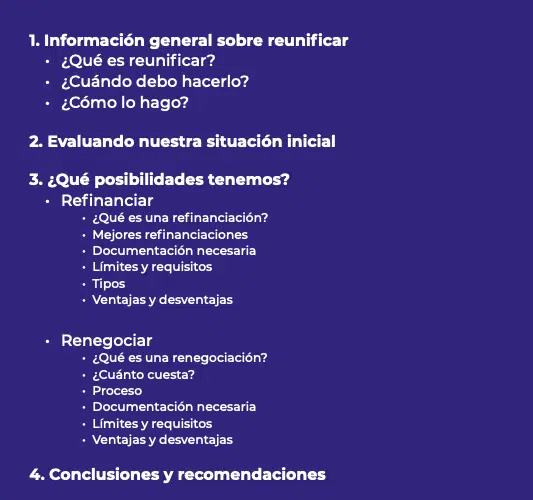 1. Información general sobre reunificar
• ¿Qué es reunificar?
• ¿Cuándo debo hacerlo?
• ¿Cómo lo hago?
2. Evaluando nuestra situación inicial
3. ¿Qué posibilidades tenemos?
• Refinanciar
• ¿Qué es una refinanciación?
• Mejores refinanciaciones
• Documentación necesaria
• Límites y requisitos
• Tipos
• Ventajas y desventajas
• Renegociar
• ¿Qué es una renegociación?
• ¿Cuánto cuesta?
• Proceso
• Documentación necesaria
• Límites y requisitos
• Ventajas y desventajas
4. Conclusiones y recomendaciones